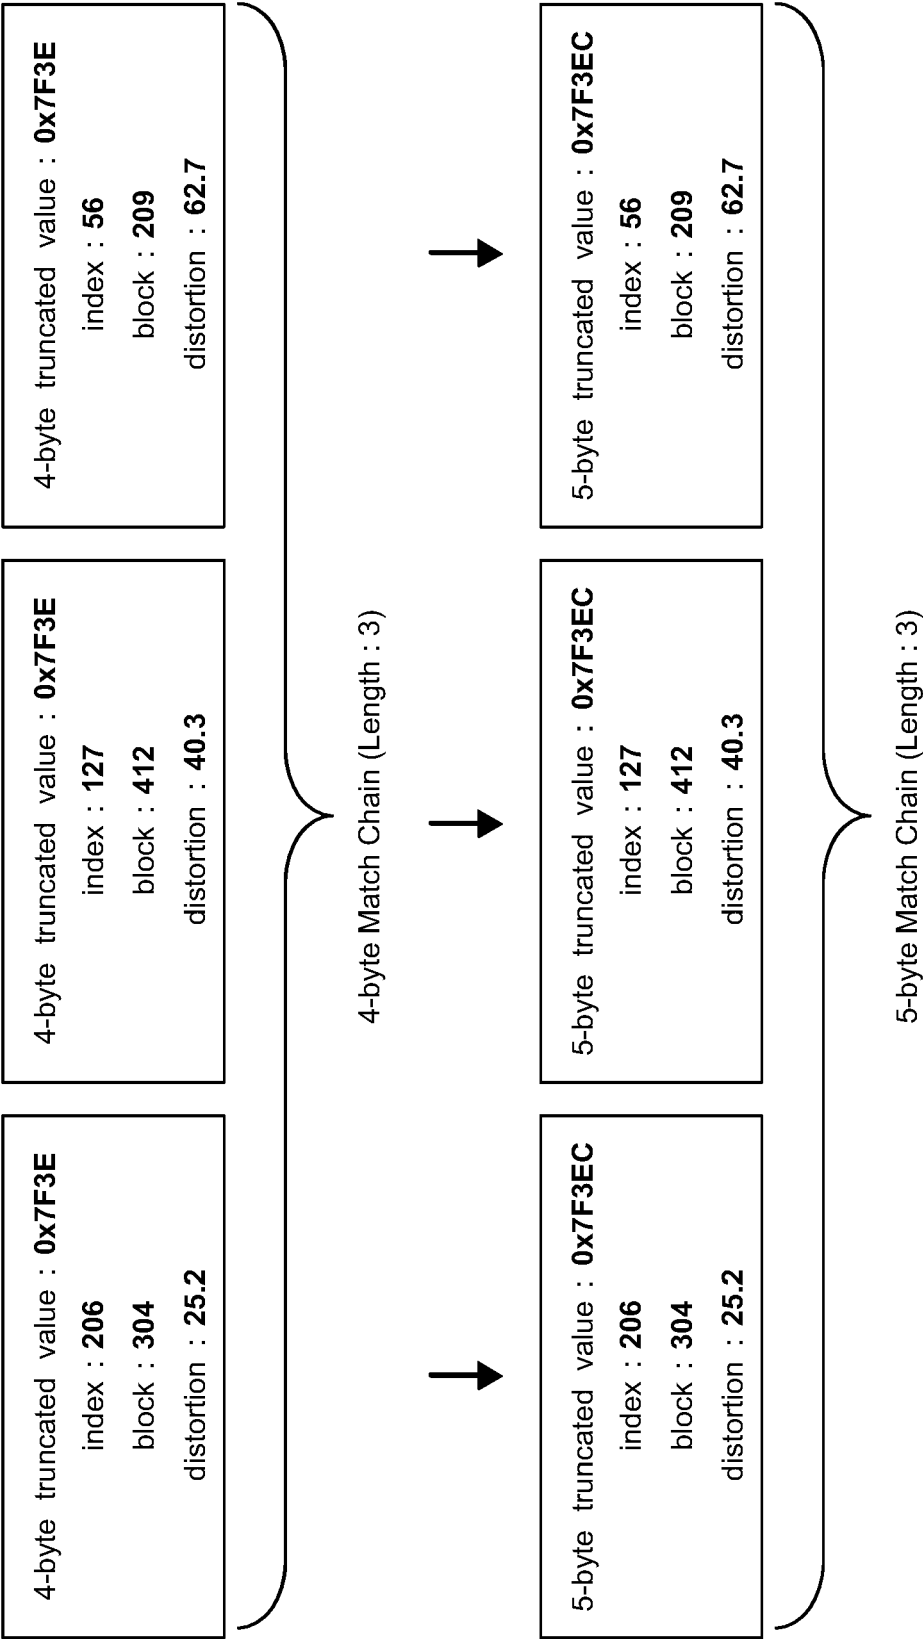 4-byte truncated value : 0x7F3E
index : 206
block : 304
distortion : 25.2
4-byte truncated value : 0x7F3E
index : 127
block : 412
distortion : 40.3
4-byte truncated value : 0x7F3E
index : 56
block : 209
distortion : 62.7
4-byte Match Chain (Length : 3)
5-byte truncated value : 0x7F3EC
index : 206
block : 304
distortion : 25.2
5-byte truncated value : 0x7F3EC
index : 127
block : 412
distortion : 40.3
5-byte truncated value : 0x7F3EC
index : 56
block : 209
distortion : 62.7
5-byte Match Chain (Length : 3)